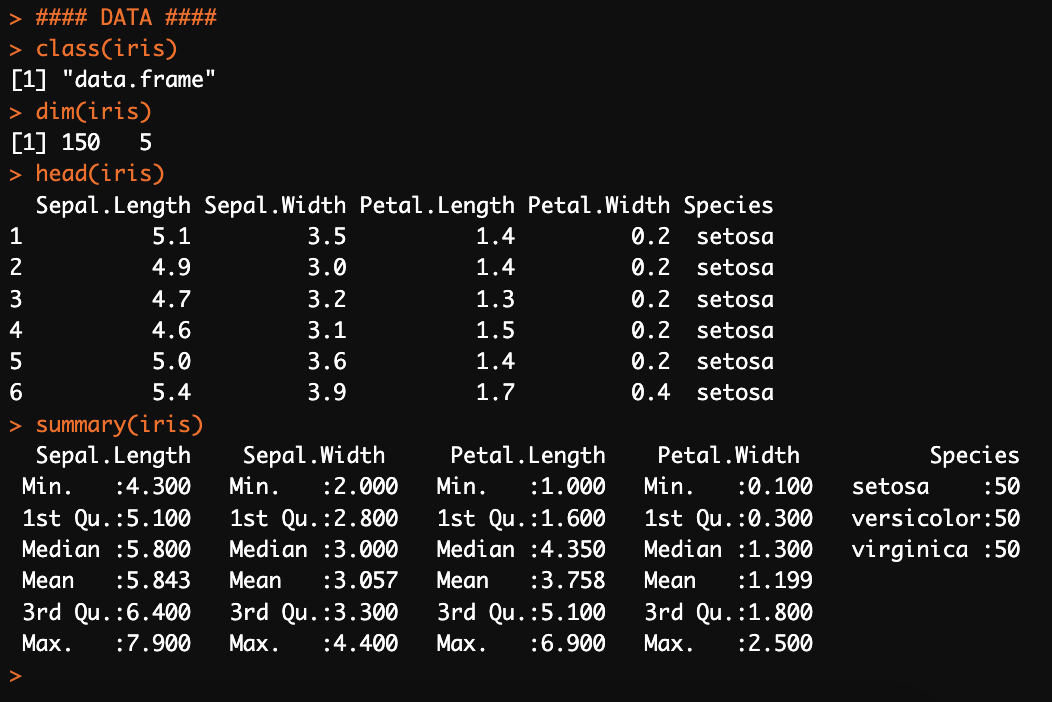 > #### DATA ####
> class(iris)
[1] "data.frame"
> dim(iris)
[1] 150   5
> head(iris)
  Sepal.Length Sepal.Width Petal.Length Petal.Width Species
1          5.1         3.5          1.4         0.2  setosa
2          4.9         3.0          1.4         0.2  setosa
3          4.7         3.2          1.3         0.2  setosa
4          4.6         3.1          1.5         0.2  setosa
5          5.0         3.6          1.4         0.2  setosa
6          5.4         3.9          1.7         0.4  setosa
> summary(iris)
  Sepal.Length    Sepal.Width     Petal.Length    Petal.Width          Species
 Min.   :4.300   Min.   :2.000   Min.   :1.000   Min.   :0.100   setosa    :50
 1st Qu.:5.100   1st Qu.:2.800   1st Qu.:1.600   1st Qu.:0.300   versicolor:50
 Median :5.800   Median :3.000   Median :4.350   Median :1.300   virginica :50
 Mean   :5.843   Mean   :3.057   Mean   :3.758   Mean   :1.199
 3rd Qu.:6.400   3rd Qu.:3.300   3rd Qu.:5.100   3rd Qu.:1.800
 Max.   :7.900   Max.   :4.400   Max.   :6.900   Max.   :2.500
>